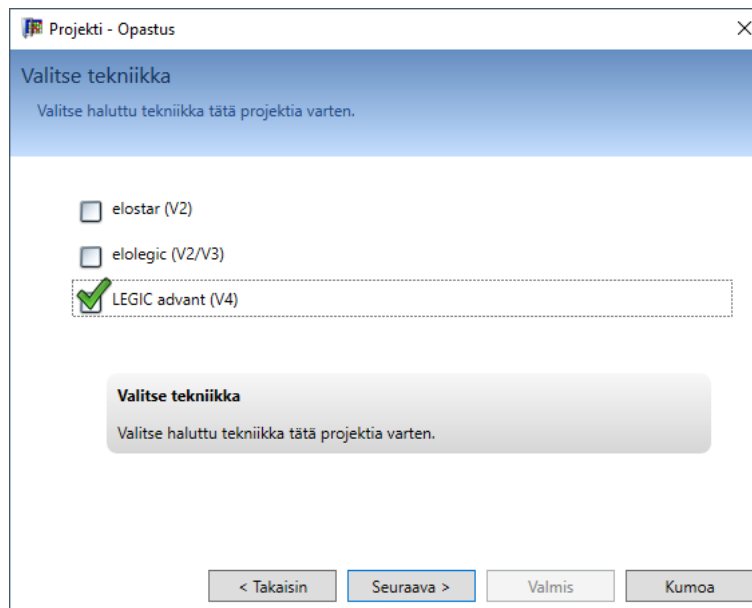 Projekti - Opastus
Valitse tekniikka
Valitse haluttu tekniikka tätä projektia varten.
elostar (V2)
elolegic (V2/V3)
LEGIC advant (V4)
Valitse tekniikka
Valitse haluttu tekniikka tätä projektia varten.
< Takaisin Seuraava > Valmis Kumoa